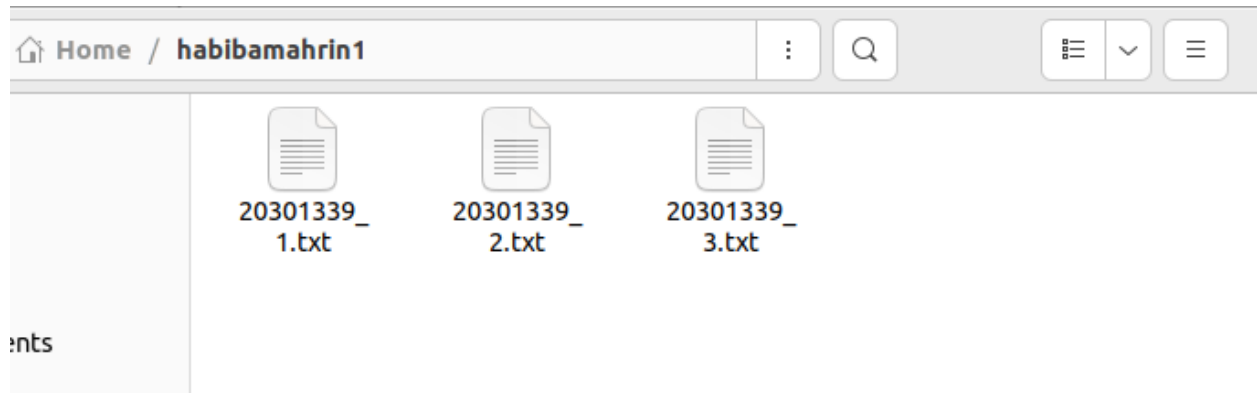 Home / habibamahrin1
20301339_
1.txt
20301339_
2.txt
20301339_
3.txt
ents